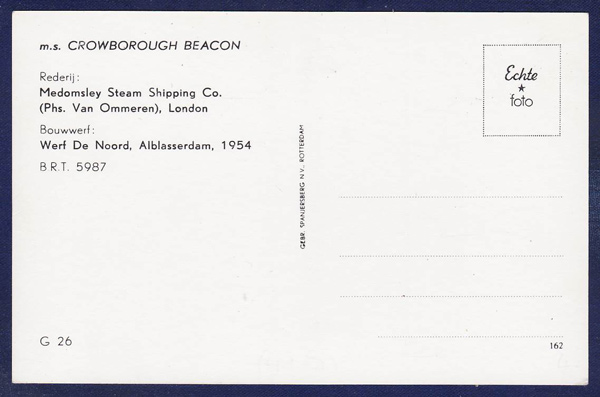 m.s. CROWBOROUGH BEACON
Rederij:
Medomsley Steam Shipping Co.
(Phs. Van Ommeren), London
Bouwwerf:
Werf De Noord, Alblasserdam, 1954
B.R.T. 5987
G 26
GEBR. SPANJERSBERG N.V., ROTTERDAM
Echte
★
foto
162